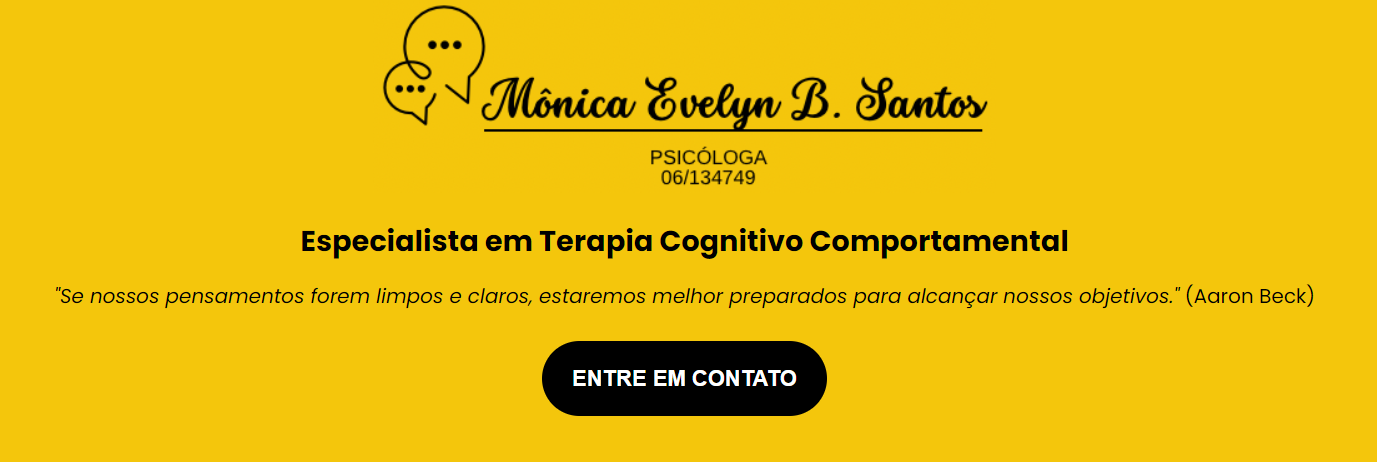 Mônica Evelyn B. Santos
PSICÓLOGA
06/134749
Especialista em Terapia Cognitivo Comportamental
"Se nossos pensamentos forem limpos e claros, estaremos melhor preparados para alcançar nossos objetivos." (Aaron Beck)
ENTRE EM CONTATO